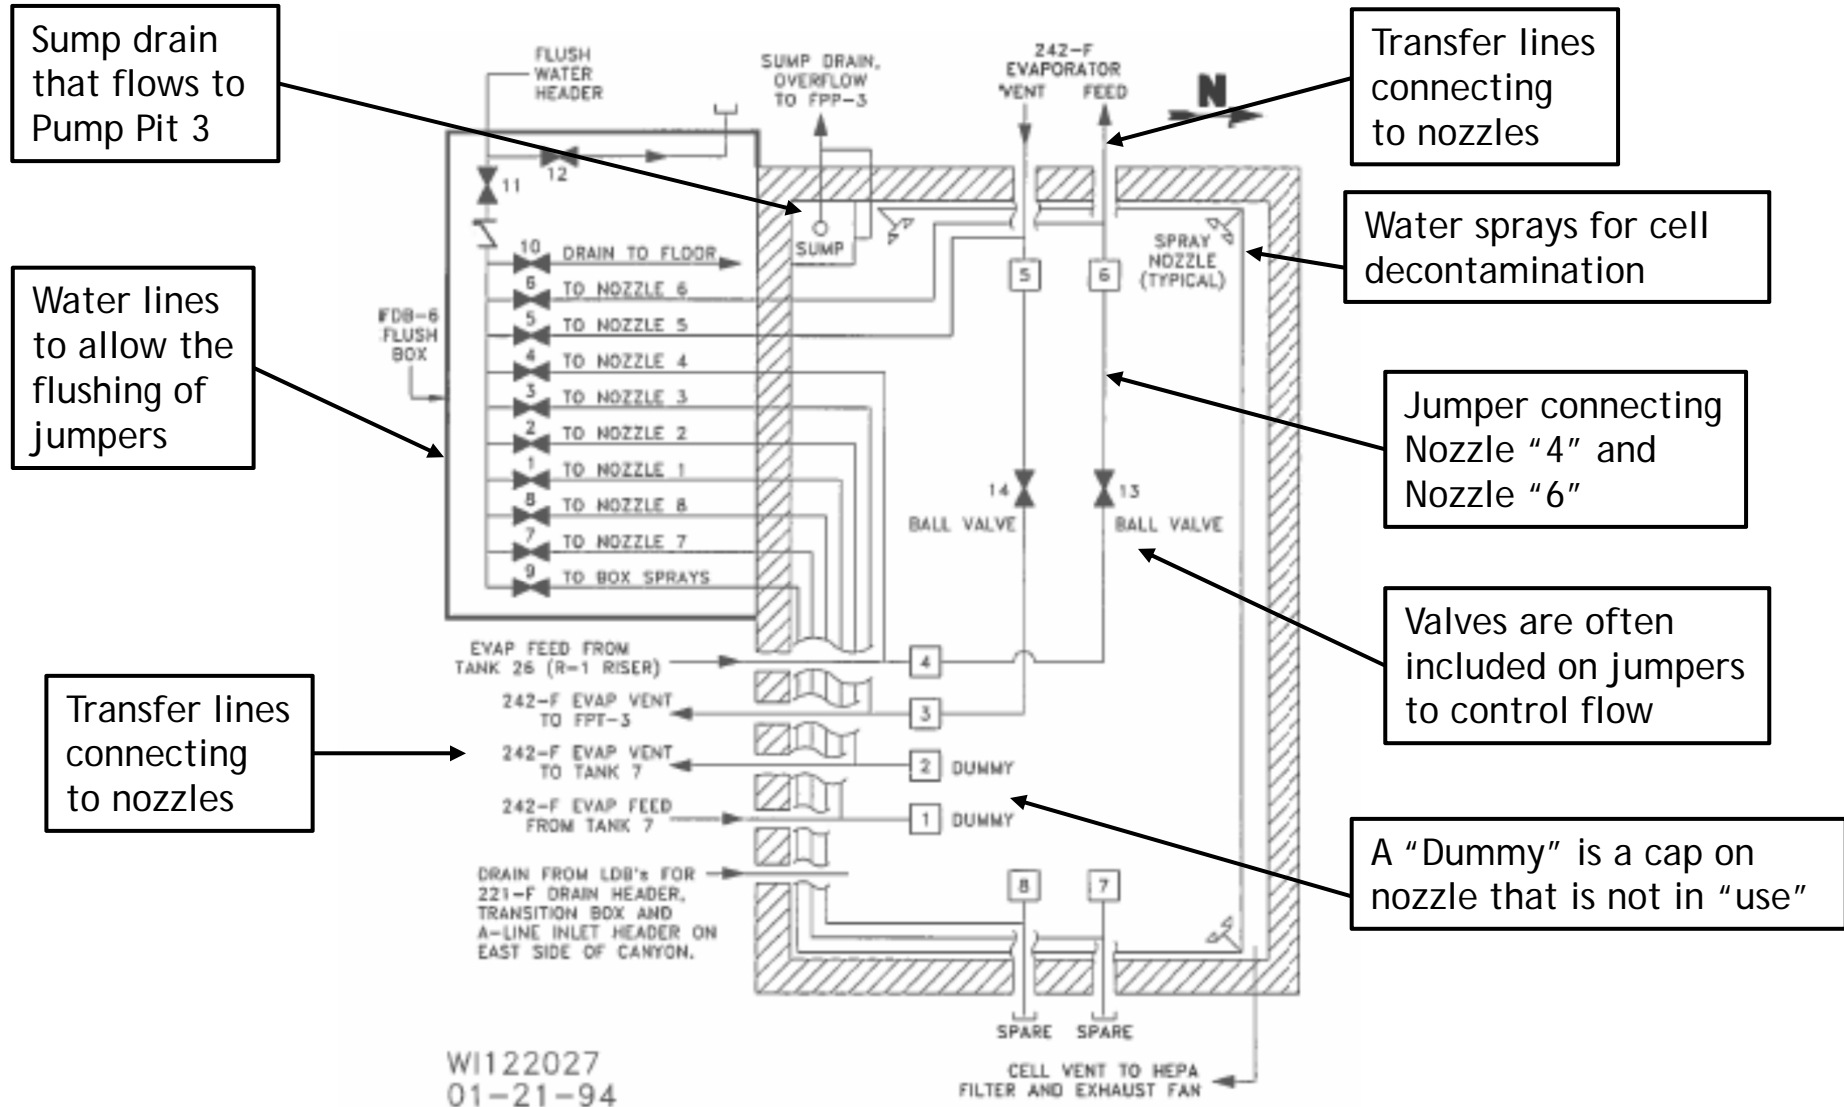 Sump drain
that flows to
Pump Pit 3
FLUSH
WATER
HEADER
SUMP DRAIN,
OVERFLOW
TO FPP-3
242-F
EVAPORATOR
VENT FEED
N
Transfer lines
connecting
to nozzles
12
11
SUMP
SPRAY
NOZZLE
(TYPICAL)
Water sprays for cell
decontamination
Water lines
to allow the
flushing of
jumpers
FDB-6
FLUSH
BOX
10 DRAIN TO FLOOR
6 TO NOZZLE 6
5 TO NOZZLE 5
4 TO NOZZLE 4
3 TO NOZZLE 3
2 TO NOZZLE 2
1 TO NOZZLE 1
8 TO NOZZLE 8
7 TO NOZZLE 7
9 TO BOX SPRAYS
5 6
Jumper connecting
Nozzle “4” and
Nozzle “6”
14 13
BALL VALVE BALL VALVE
Valves are often
included on jumpers
to control flow
EVAP FEED FROM
TANK 26 (R-1 RISER)
4
242-F EVAP VENT
TO FPT-3
3
Transfer lines
connecting
to nozzles
242-F EVAP VENT
TO TANK 7
2 DUMMY
242-F EVAP FEED
FROM TANK 7
1 DUMMY
A “Dummy” is a cap on
nozzle that is not in “use”
DRAIN FROM LDB's FOR
221-F DRAIN HEADER,
TRANSITION BOX AND
A-LINE INLET HEADER ON
EAST SIDE OF CANYON.
8 7
SPARE SPARE
CELL VENT TO HEPA
FILTER AND EXHAUST FAN
WI122027
01-21-94